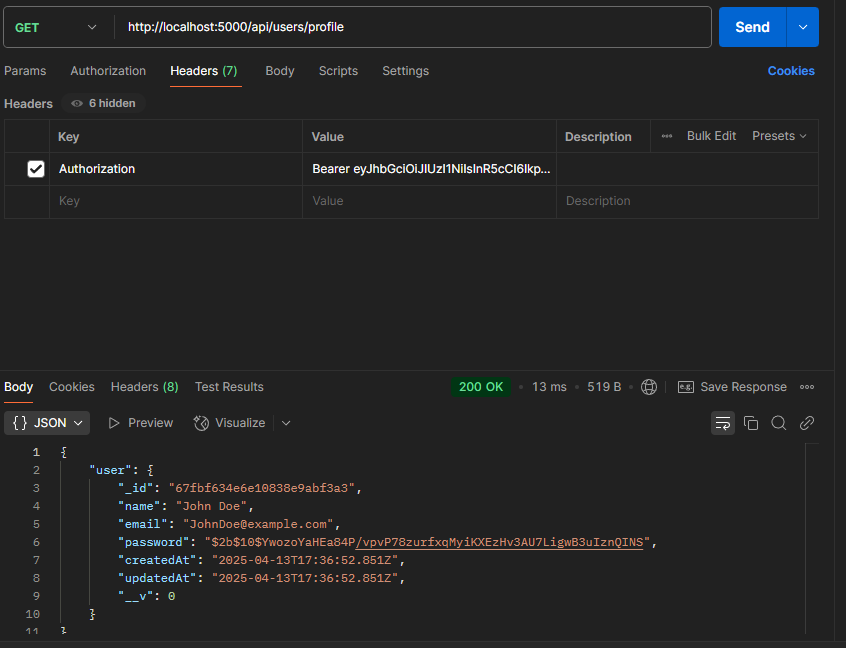 GET http://localhost:5000/api/users/profile Send
Params Authorization Headers (7) Body Scripts Settings Cookies
Headers 6 hidden
Key Value Description Bulk Edit Presets
Authorization Bearer eyJhbGciOiJIUzI1NiIsInR5cCI6Ikp...
Key Value Description
Body Cookies Headers (8) Test Results 200 OK • 13 ms • 519 B • e.g. Save Response
{} JSON Preview Visualize
1 {
2 "user": {
3 "_id": "67fbf634e6e10838e9abf3a3",
4 "name": "John Doe",
5 "email": "JohnDoe@example.com",
6 "password": "$2b$10$YwozoYaHEa84P/vpvP78zurfxqMyiKXEzHv3AU7LigwB3uIznQINS",
7 "createdAt": "2025-04-13T17:36:52.851Z",
8 "updatedAt": "2025-04-13T17:36:52.851Z",
9 "__v": 0
10 }
11 }